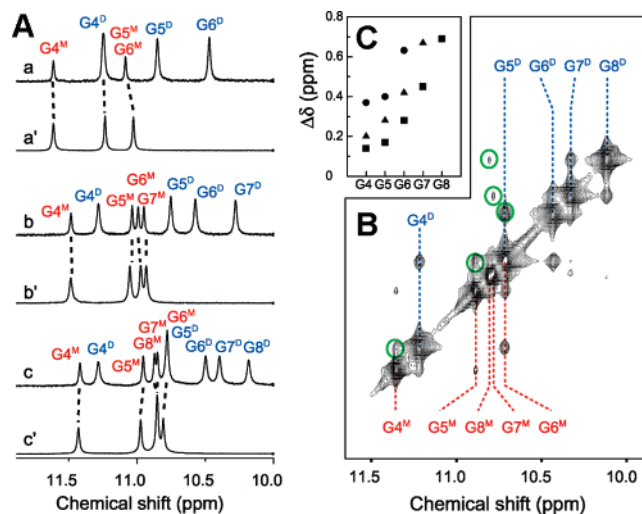 A
G4ᴹ G4ᴰ G5ᴹ G6ᴹ G5ᴰ G6ᴰ
a
a'
G4ᴹ G4ᴰ G5ᴹ G6ᴹ G7ᴹ G5ᴰ G6ᴰ G7ᴰ
b
b'
G4ᴹ G4ᴰ G5ᴹ G8ᴹ G7ᴹ G6ᴹ G5ᴰ G6ᴰ G7ᴰ G8ᴰ
c
c'
11.5 11.0 10.5 10.0
Chemical shift (ppm)
C
0.8
0.6
0.4
0.2
0
Δδ (ppm)
G4 G5 G6 G7 G8
B
G4ᴰ G5ᴰ G6ᴰ G7ᴰ G8ᴰ
G4ᴹ G5ᴹ G8ᴹ G7ᴹ G6ᴹ
11.5 11.0 10.5 10.0
Chemical shift (ppm)